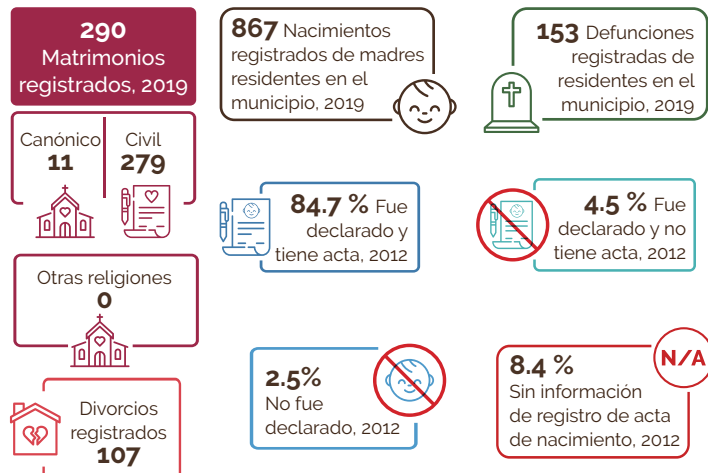 290
Matrimonios
registrados, 2019
Canónico
11
Civil
279
Otras religiones
0
Divorcios
registrados
107
867 Nacimientos
registrados de madres
residentes en el
municipio, 2019
153 Defunciones
registradas de
residentes en el
municipio, 2019
84.7 % Fue
declarado y
tiene acta, 2012
4.5 % Fue
declarado y no
tiene acta, 2012
2.5%
No fue
declarado, 2012
N/A
8.4 %
Sin información
de registro de acta
de nacimiento, 2012